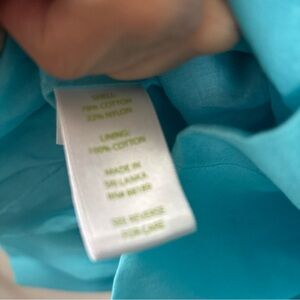 SHELL:
78% COTTON
22% NYLON
LINING:
100% COTTON
MADE IN
SRI LANKA
SEE REVERSE
FOR CARE